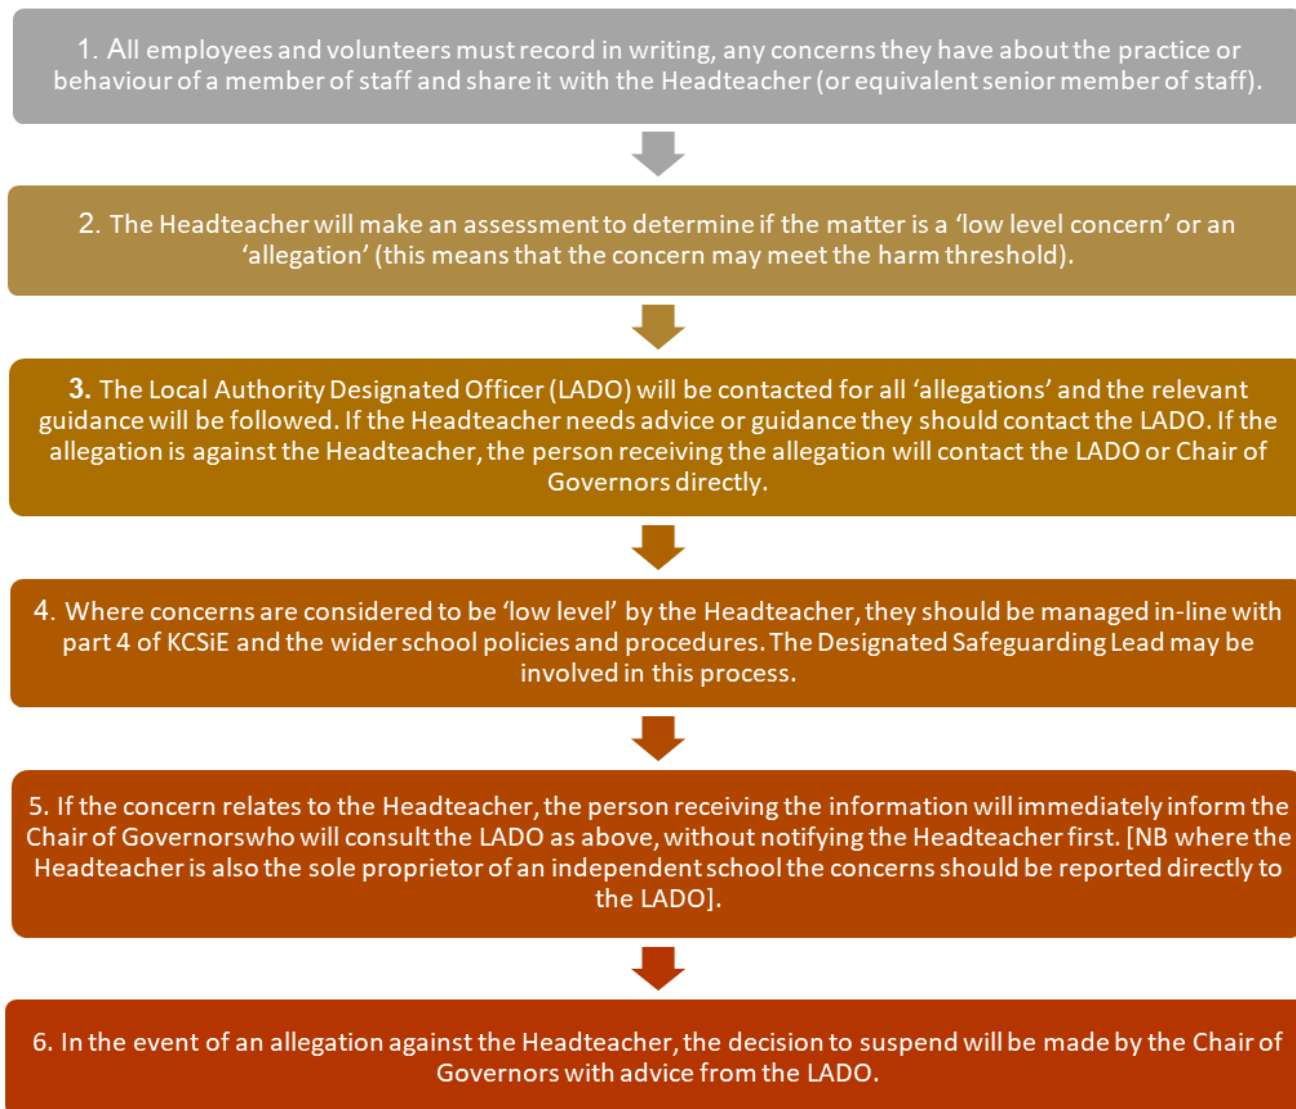 1. All employees and volunteers must record in writing, any concerns they have about the practice or
behaviour of a member of staff and share it with the Headteacher (or equivalent senior member of staff).
2. The Headteacher will make an assessment to determine if the matter is a ‘low level concern’ or an
‘allegation’ (this means that the concern may meet the harm threshold).
3. The Local Authority Designated Officer (LADO) will be contacted for all ‘allegations’ and the relevant
guidance will be followed. If the Headteacher needs advice or guidance they should contact the LADO. If the
allegation is against the Headteacher, the person receiving the allegation will contact the LADO or Chair of
Governors directly.
4. Where concerns are considered to be ‘low level’ by the Headteacher, they should be managed in-line with
part 4 of KCSiE and the wider school policies and procedures. The Designated Safeguarding Lead may be
involved in this process.
5. If the concern relates to the Headteacher, the person receiving the information will immediately inform the
Chair of Governorswho will consult the LADO as above, without notifying the Headteacher first. [NB where the
Headteacher is also the sole proprietor of an independent school the concerns should be reported directly to
the LADO].
6. In the event of an allegation against the Headteacher, the decision to suspend will be made by the Chair of
Governors with advice from the LADO.